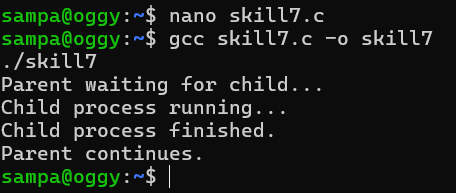 sampa@oggy:~$ nano skill7.c
sampa@oggy:~$ gcc skill7.c -o skill7
./skill7
Parent waiting for child...
Child process running...
Child process finished.
Parent continues.
sampa@oggy:~$